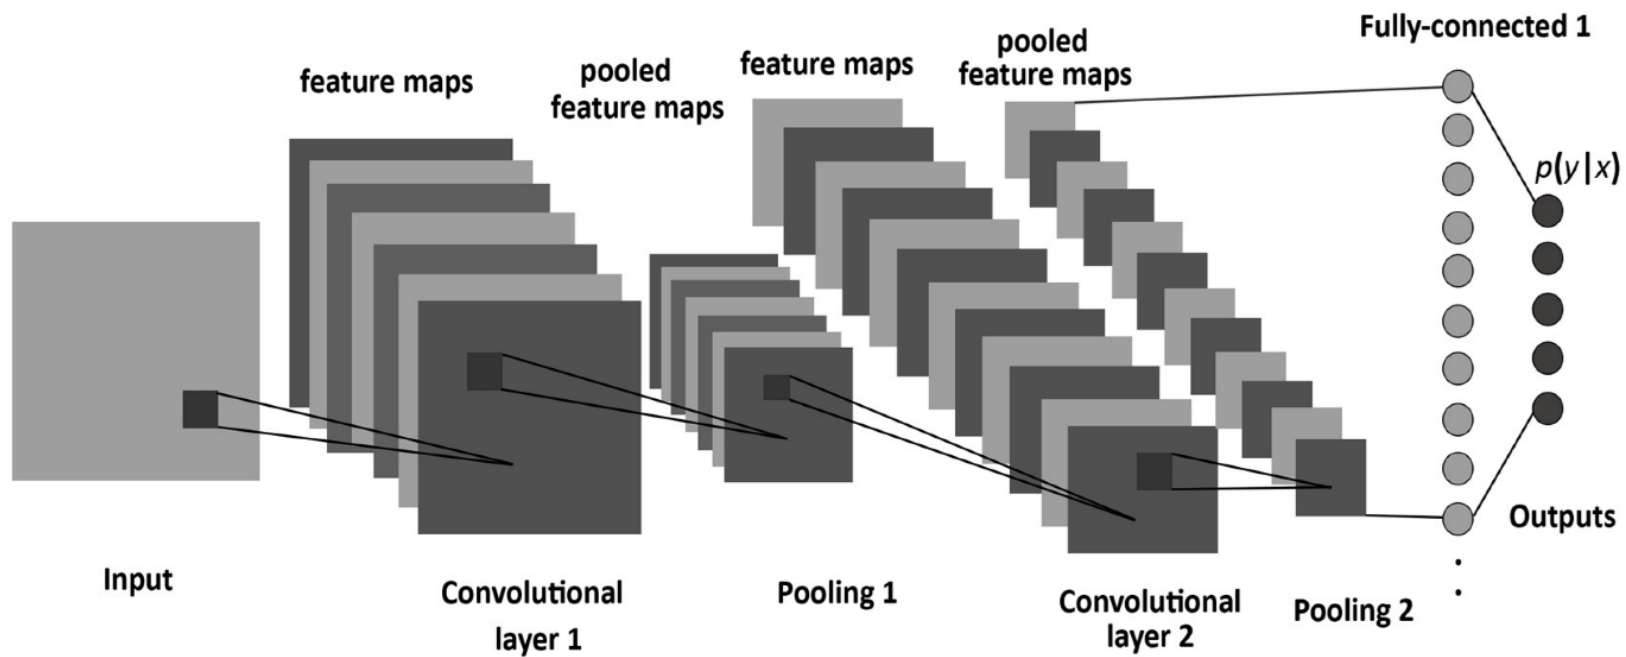 feature maps
pooled
feature maps
feature maps
pooled
feature maps
Fully-connected 1
p(y|x)
Outputs
Input
Convolutional
layer 1
Pooling 1
Convolutional
layer 2
Pooling 2